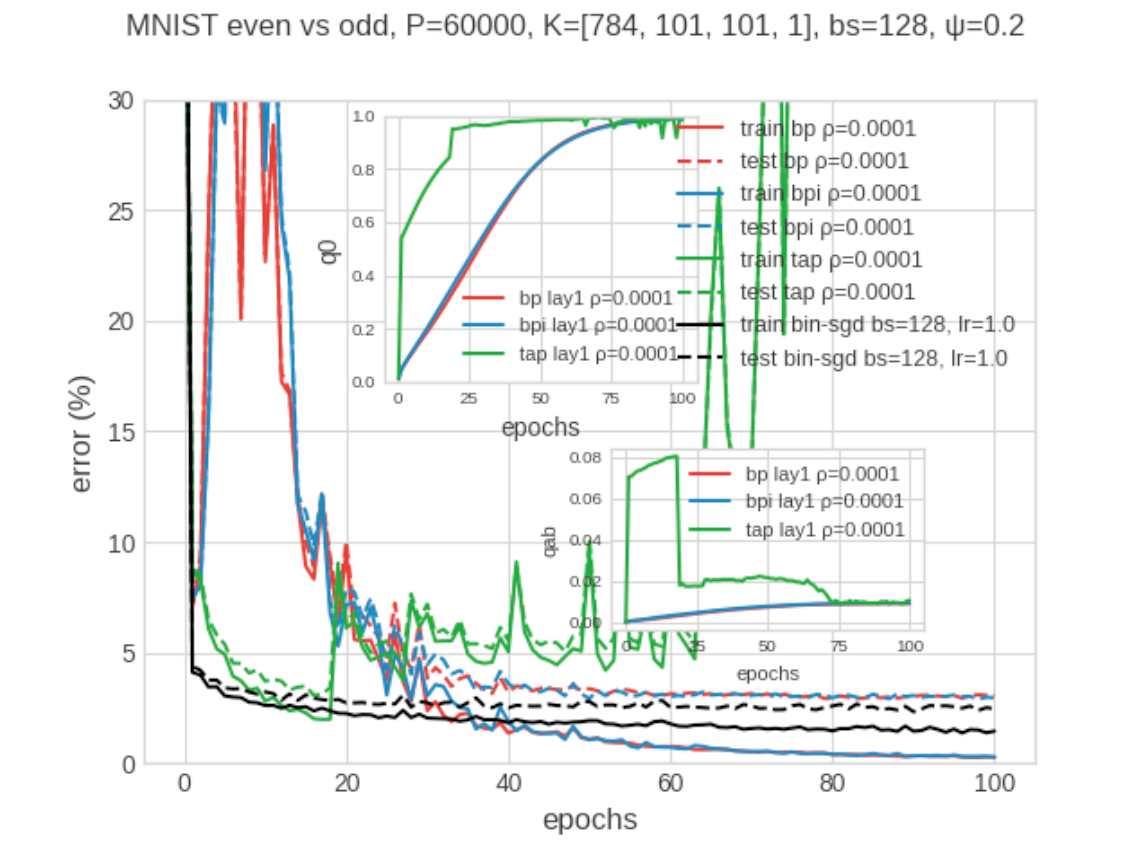 MNIST even vs odd, P=60000, K=[784, 101, 101, 1], bs=128, ψ=0.2
error (%)
30
25
20
15
10
5
0
0 20 40 60 80 100
epochs
q0
1.0
0.8
0.6
0.4
0.2
0.0
bp lay1 ρ=0.0001
bpi lay1 ρ=0.0001
tap lay1 ρ=0.0001
0 25 50 75 100
epochs
train bp ρ=0.0001
test bp ρ=0.0001
train bpi ρ=0.0001
test bpi ρ=0.0001
train tap ρ=0.0001
test tap ρ=0.0001
train bin-sgd bs=128, lr=1.0
test bin-sgd bs=128, lr=1.0
qab
0.08
0.06
0.04
0.02
0.00
bp lay1 ρ=0.0001
bpi lay1 ρ=0.0001
tap lay1 ρ=0.0001
0 25 50 75 100
epochs